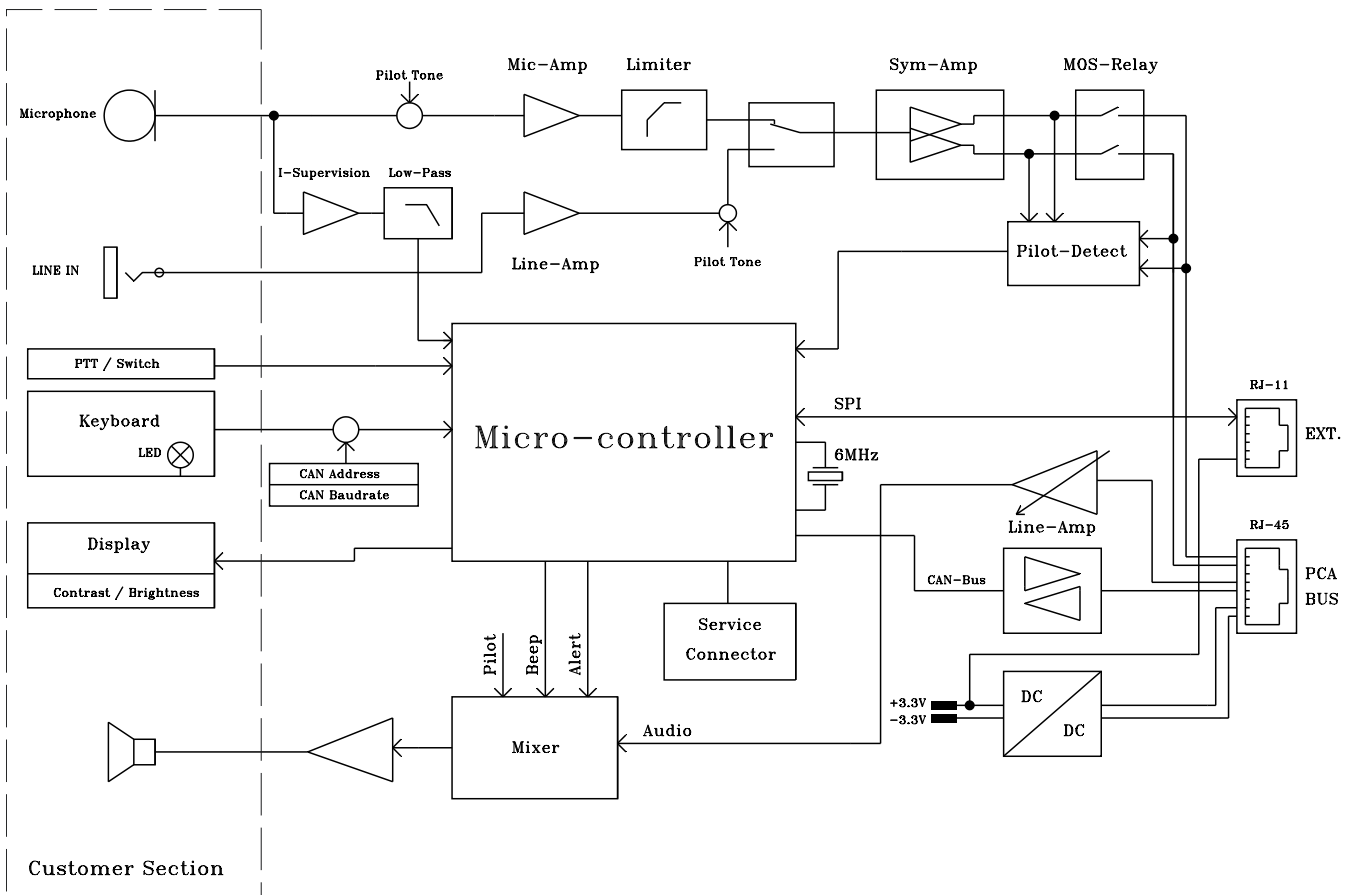 Mic-Amp
Limiter
Sym-Amp
MOS-Relay
Pilot Tone
Microphone
I-Supervision
Low-Pass
LINE IN
Line-Amp
Pilot Tone
Pilot-Detect
PTT / Switch
Keyboard
LED
CAN Address
CAN Baudrate
Micro-controller
SPI
6MHz
RJ-11
EXT.
Line-Amp
RJ-45
PCA
BUS
Display
Contrast / Brightness
CAN-Bus
Service
Connector
Pilot
Beep
Alert
+3.3V
-3.3V
DC
DC
Audio
Mixer
Customer Section